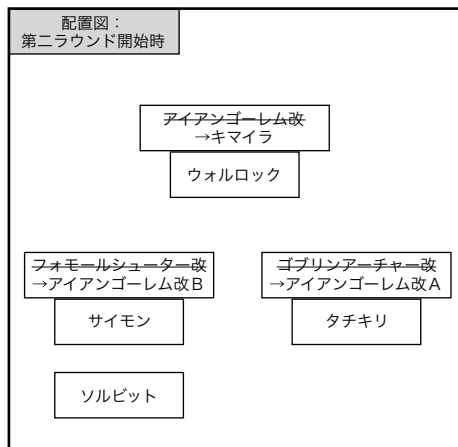 配置図：
第二ラウンド開始時
アイアンゴーレム改
→キマイラ
ウォルロック
フォモールシューター改
→アイアンゴーレム改B
サイモン
ゴブリンアーチャー改
→アイアンゴーレム改A
タチキリ
ソルビット